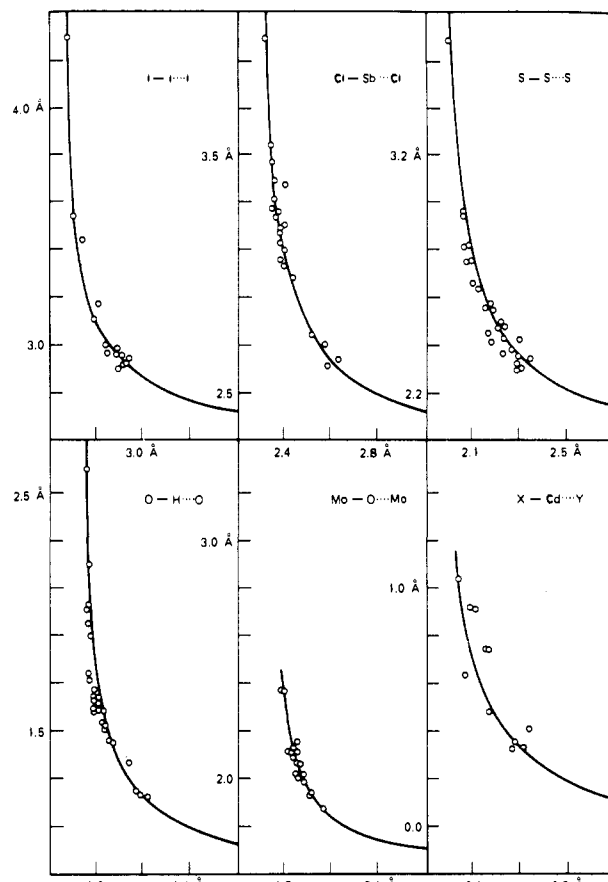 I — I····I
4.0 Å
3.0
3.0 Å
Cl — Sb····Cl
3.5 Å
2.5
2.4
2.8 Å
S — S····S
3.2 Å
2.2
2.1
2.5 Å
O — H····O
2.5 Å
1.5
Mo — O····Mo
3.0 Å
2.0
X — Cd····Y
1.0 Å
0.0